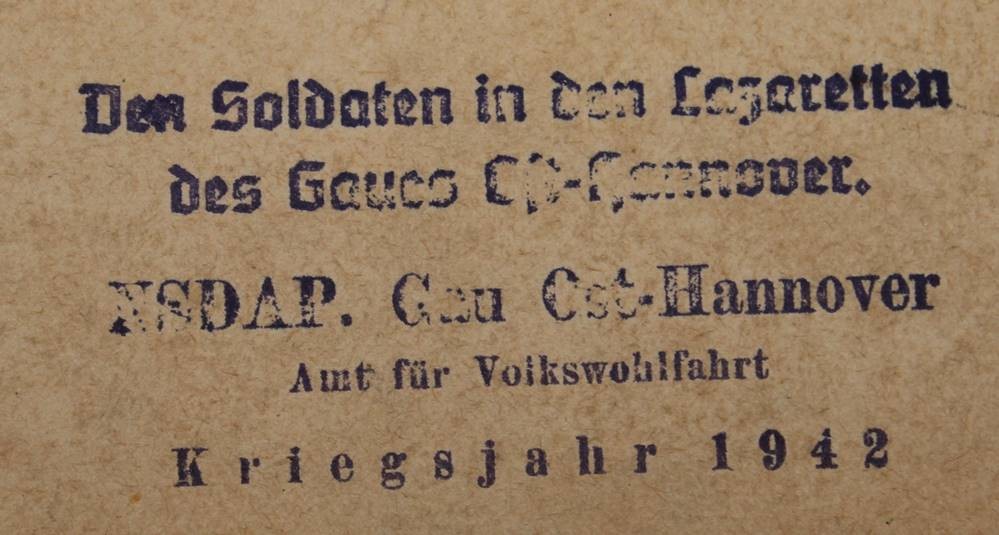 Den Soldaten in den Lazaretten
des Gaues Ost-Hannover.
NSDAP. Gau Ost-Hannover
Amt für Volkswohlfahrt
Kriegsjahr 1942